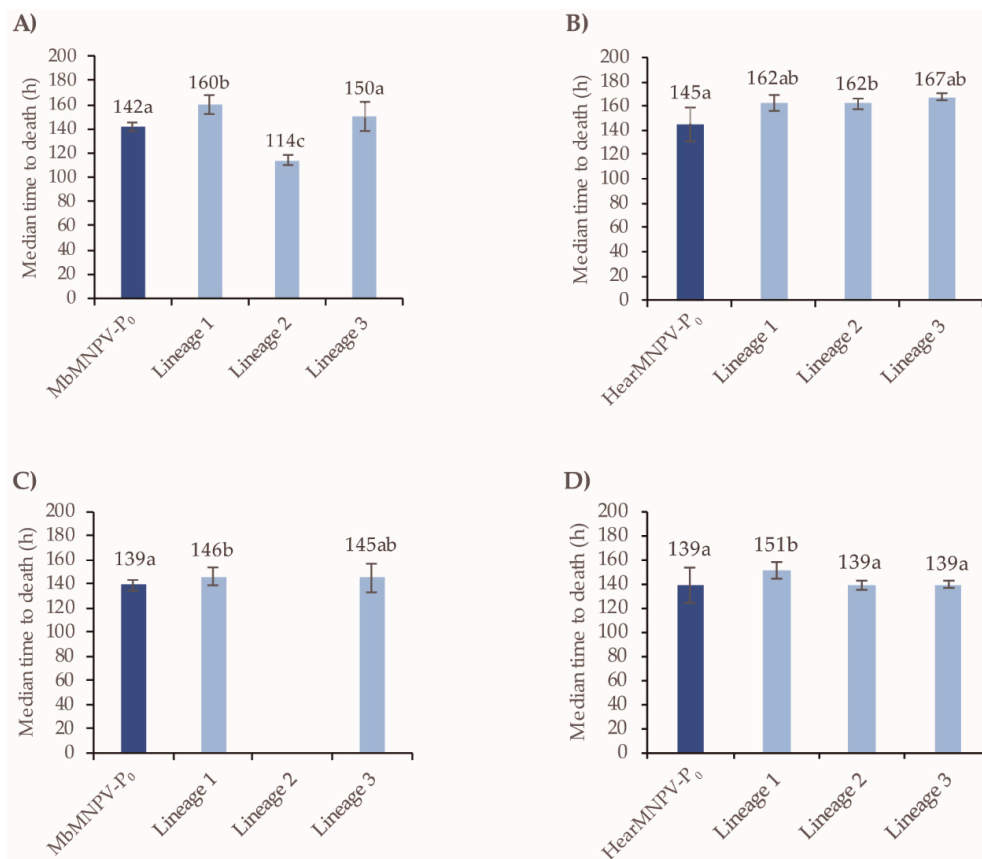 A)
Median time to death (h)
200
180
160
140
120
100
80
60
40
20
0
142a
160b
114c
150a
MbMNPV-P₀
Lineage 1
Lineage 2
Lineage 3
B)
Median time to death (h)
200
180
160
140
120
100
80
60
40
20
0
145a
162ab
162b
167ab
HearMNPV-P₀
Lineage 1
Lineage 2
Lineage 3
C)
Median time to death (h)
200
180
160
140
120
100
80
60
40
20
0
139a
146b
145ab
MbMNPV-P₀
Lineage 1
Lineage 2
Lineage 3
D)
Median time to death (h)
200
180
160
140
120
100
80
60
40
20
0
139a
151b
139a
139a
HearMNPV-P₀
Lineage 1
Lineage 2
Lineage 3